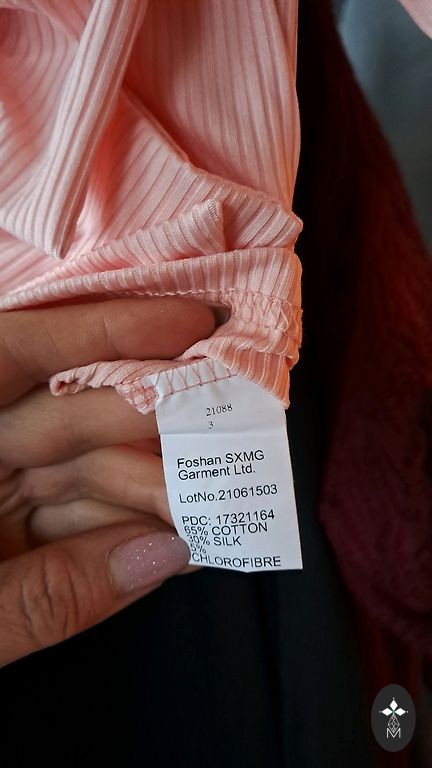 21088
3
Foshan SXMG
Garment Ltd.
LotNo.21061503
PDC: 17321164
65% COTTON
30% SILK
5%
CHLOROFIBRE
M